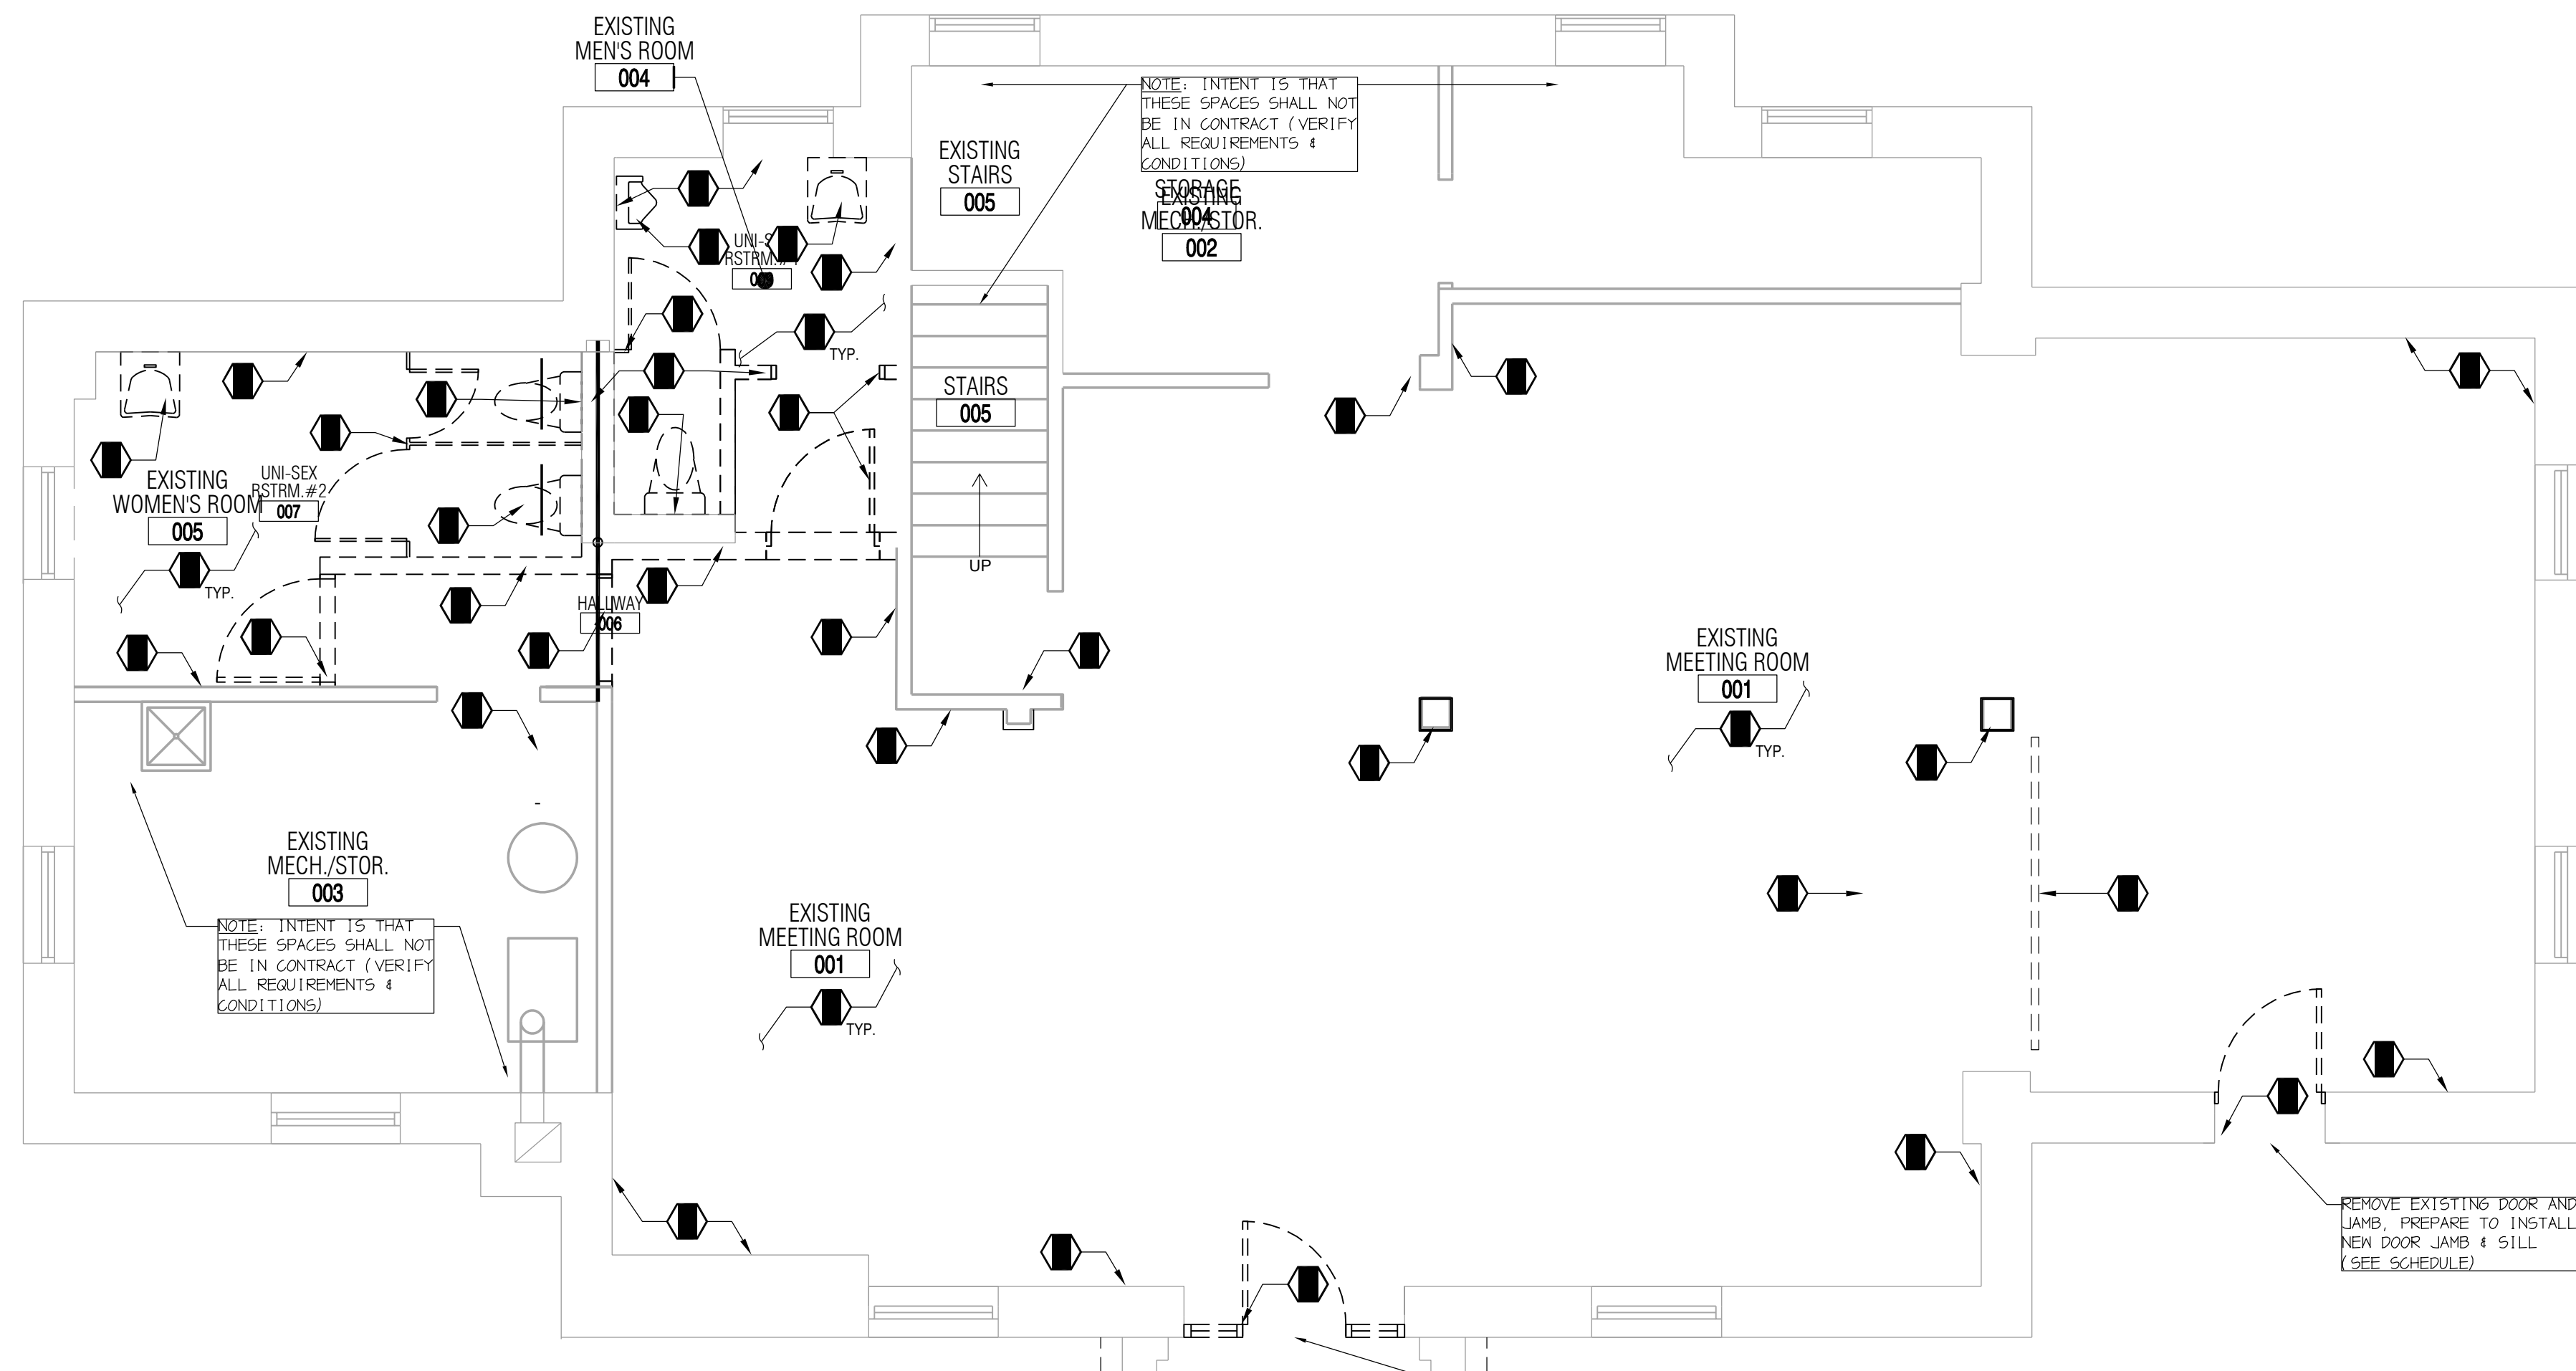 EXISTING
MEN'S ROOM
004
NOTE: INTENT IS THAT
THESE SPACES SHALL NOT
BE IN CONTRACT (VERIFY
ALL REQUIREMENTS &
CONDITIONS)
EXISTING
STAIRS
005
STORAGE
004
EXISTING
MECH./STOR.
002
UNI-S
RSTRM.#1
TYP.
STAIRS
005
UP
EXISTING
WOMEN'S ROOM
005
UNI-SEX
RSTRM.#2
007
TYP.
HALLWAY
006
EXISTING
MEETING ROOM
001
TYP.
EXISTING
MECH./STOR.
003
NOTE: INTENT IS THAT
THESE SPACES SHALL NOT
BE IN CONTRACT (VERIFY
ALL REQUIREMENTS &
CONDITIONS)
EXISTING
MEETING ROOM
001
TYP.
REMOVE EXISTING DOOR AND
JAMB, PREPARE TO INSTALL
NEW DOOR JAMB & SILL
(SEE SCHEDULE)